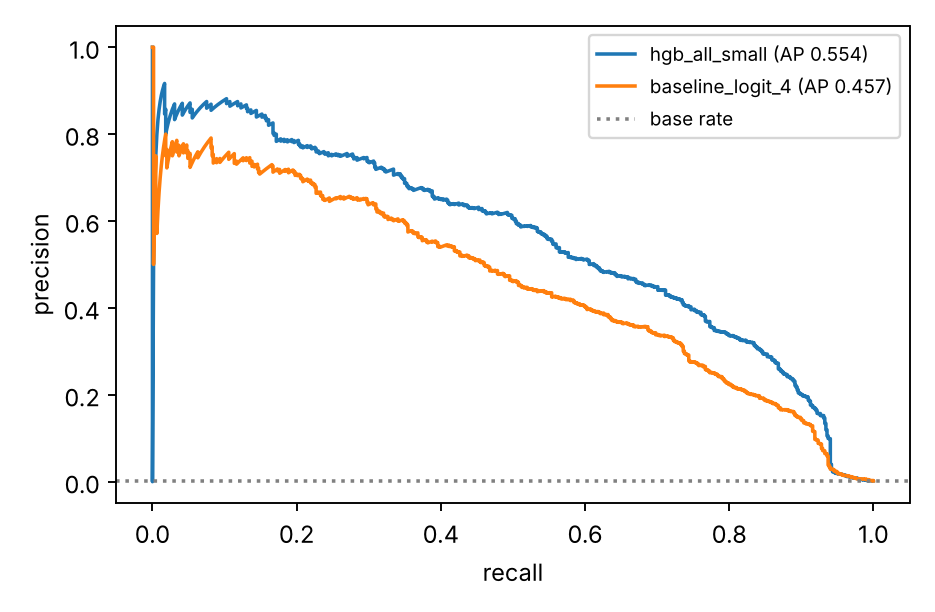 hgb_all_small (AP 0.554)
baseline_logit_4 (AP 0.457)
base rate
precision
1.0
0.8
0.6
0.4
0.2
0.0
0.0 0.2 0.4 0.6 0.8 1.0
recall